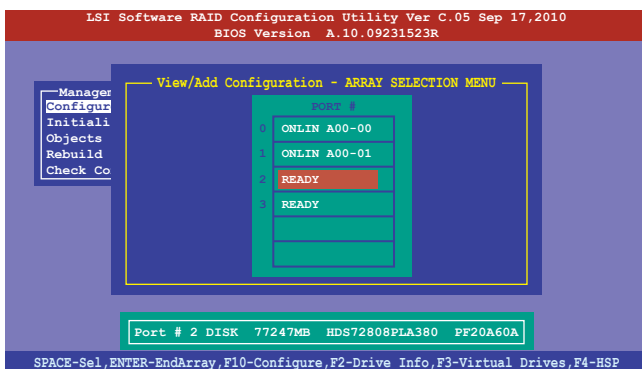 LSI Software RAID Configuration Utility Ver C.05 Sep 17,2010
BIOS Version A.10.09231523R
View/Add Configuration - ARRAY SELECTION MENU
Managem
Configur
Initiali
Objects
Rebuild
Check Co
PORT #
0 ONLIN A00-00
1 ONLIN A00-01
2 READY
3 READY
Port # 2 DISK 77247MB HDS72808PLA380 PF20A60A
SPACE-Sel,ENTER-EndArray,F10-Configure,F2-Drive Info,F3-Virtual Drives,F4-HSP